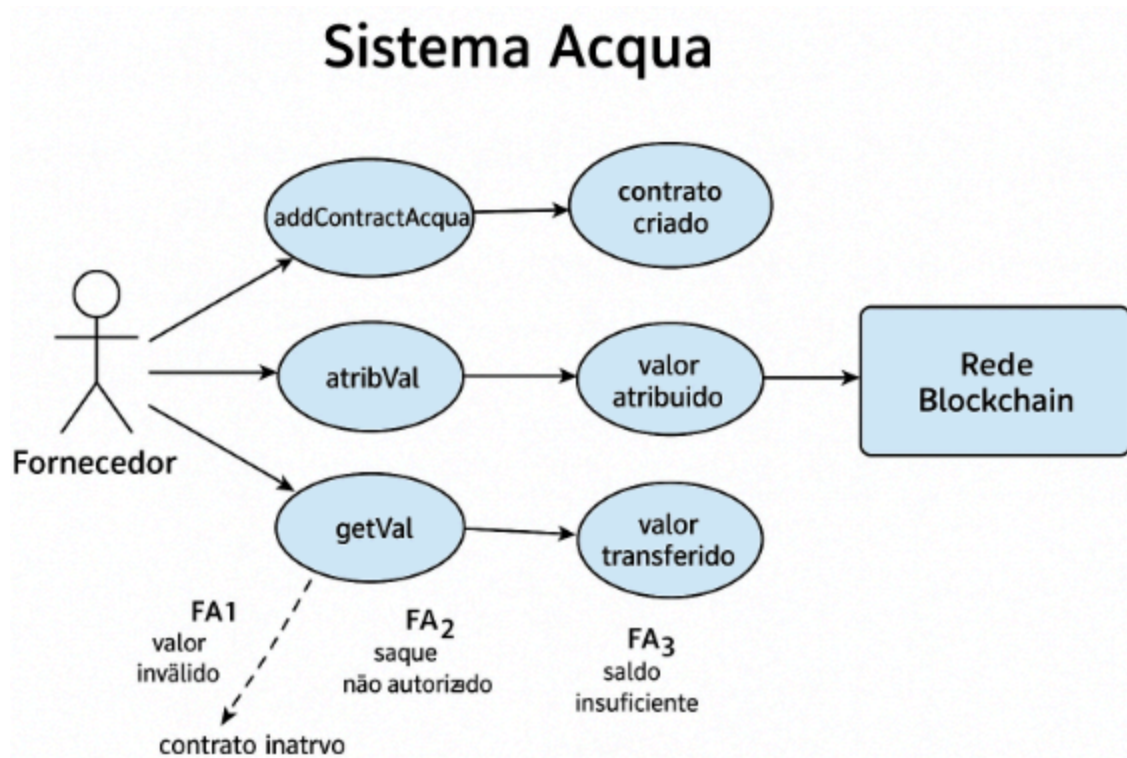 Sistema Acqua
addContractAcqua
contrato
criado
Fornecedor
atribVal
valor
atribuido
Rede
Blockchain
getVal
valor
transferido
FA1
valor
inválido
FA2
saque
não autorizado
FA3
saldo
insuficiente
contrato inatrvo